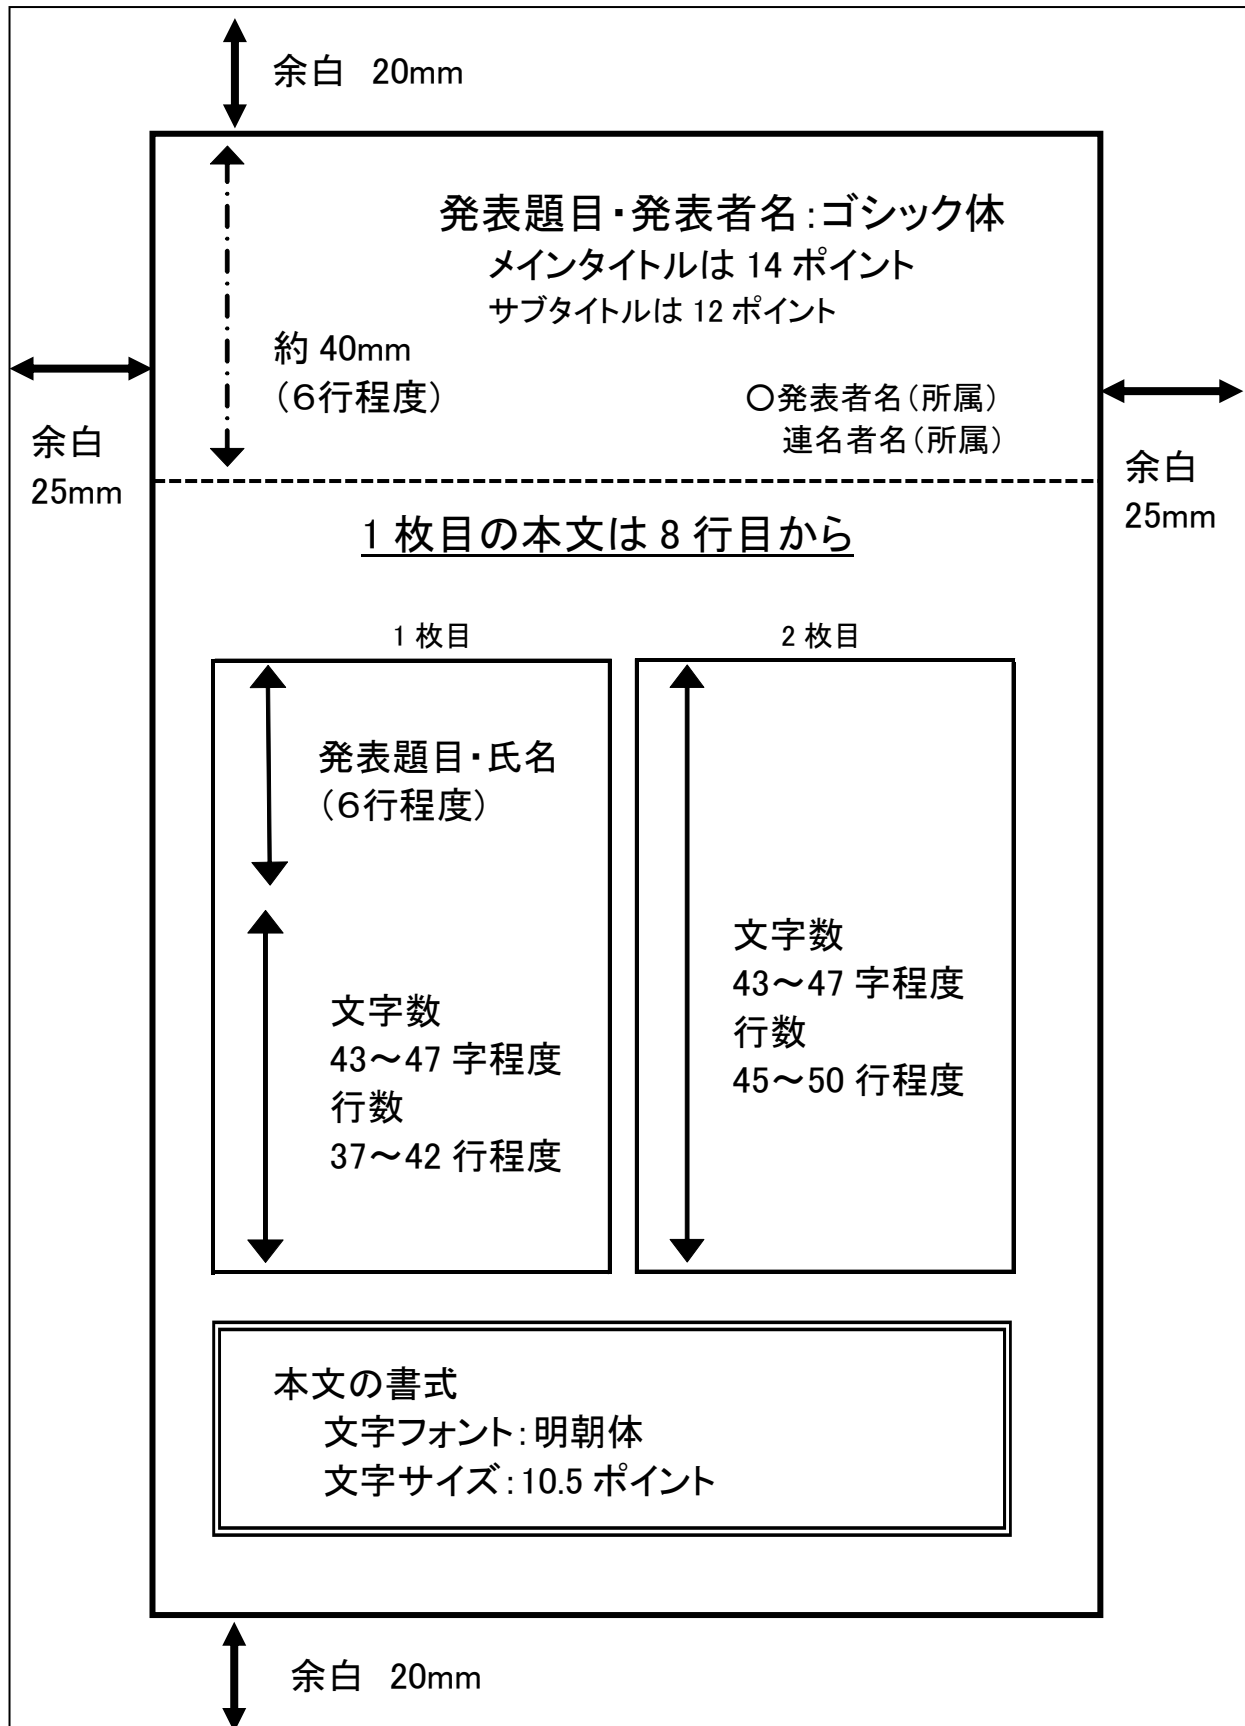 余白 20mm
発表題目・発表者名：ゴシック体
メインタイトルは 14 ポイント
サブタイトルは 12 ポイント
約 40mm
（６行程度）
○発表者名（所属）
連名者名（所属）
余白
25mm
余白
25mm
1 枚目の本文は 8 行目から
1 枚目
2 枚目
発表題目・氏名
（６行程度）
文字数
43～47 字程度
行数
37～42 行程度
文字数
43～47 字程度
行数
45～50 行程度
本文の書式
文字フォント：明朝体
文字サイズ：10.5 ポイント
余白 20mm